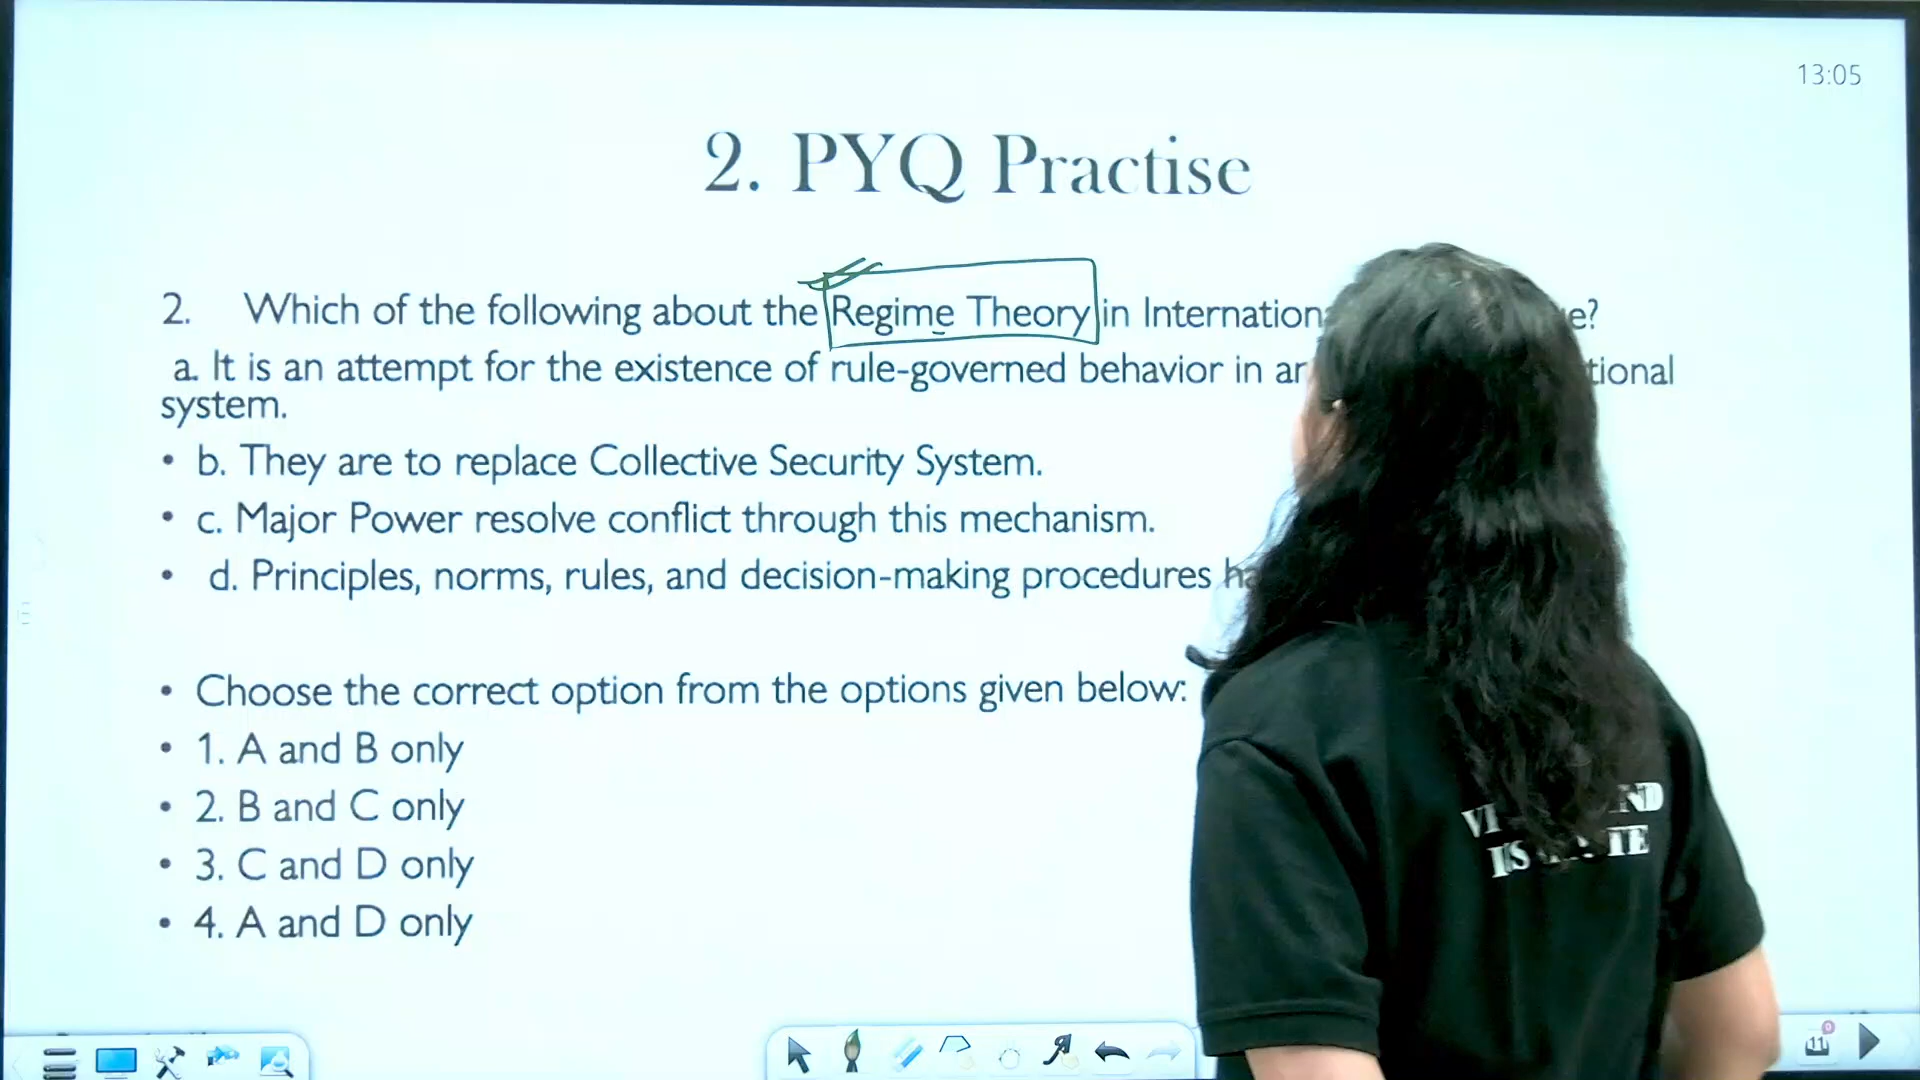 13:05
2. PYQ Practise
2. Which of the following about the Regime Theory in Internation e?
a. It is an attempt for the existence of rule-governed behavior in an tional
system.
• b. They are to replace Collective Security System.
• c. Major Power resolve conflict through this mechanism.
• d. Principles, norms, rules, and decision-making procedures ha
• Choose the correct option from the options given below:
• 1. A and B only
• 2. B and C only
• 3. C and D only
• 4. A and D only
11